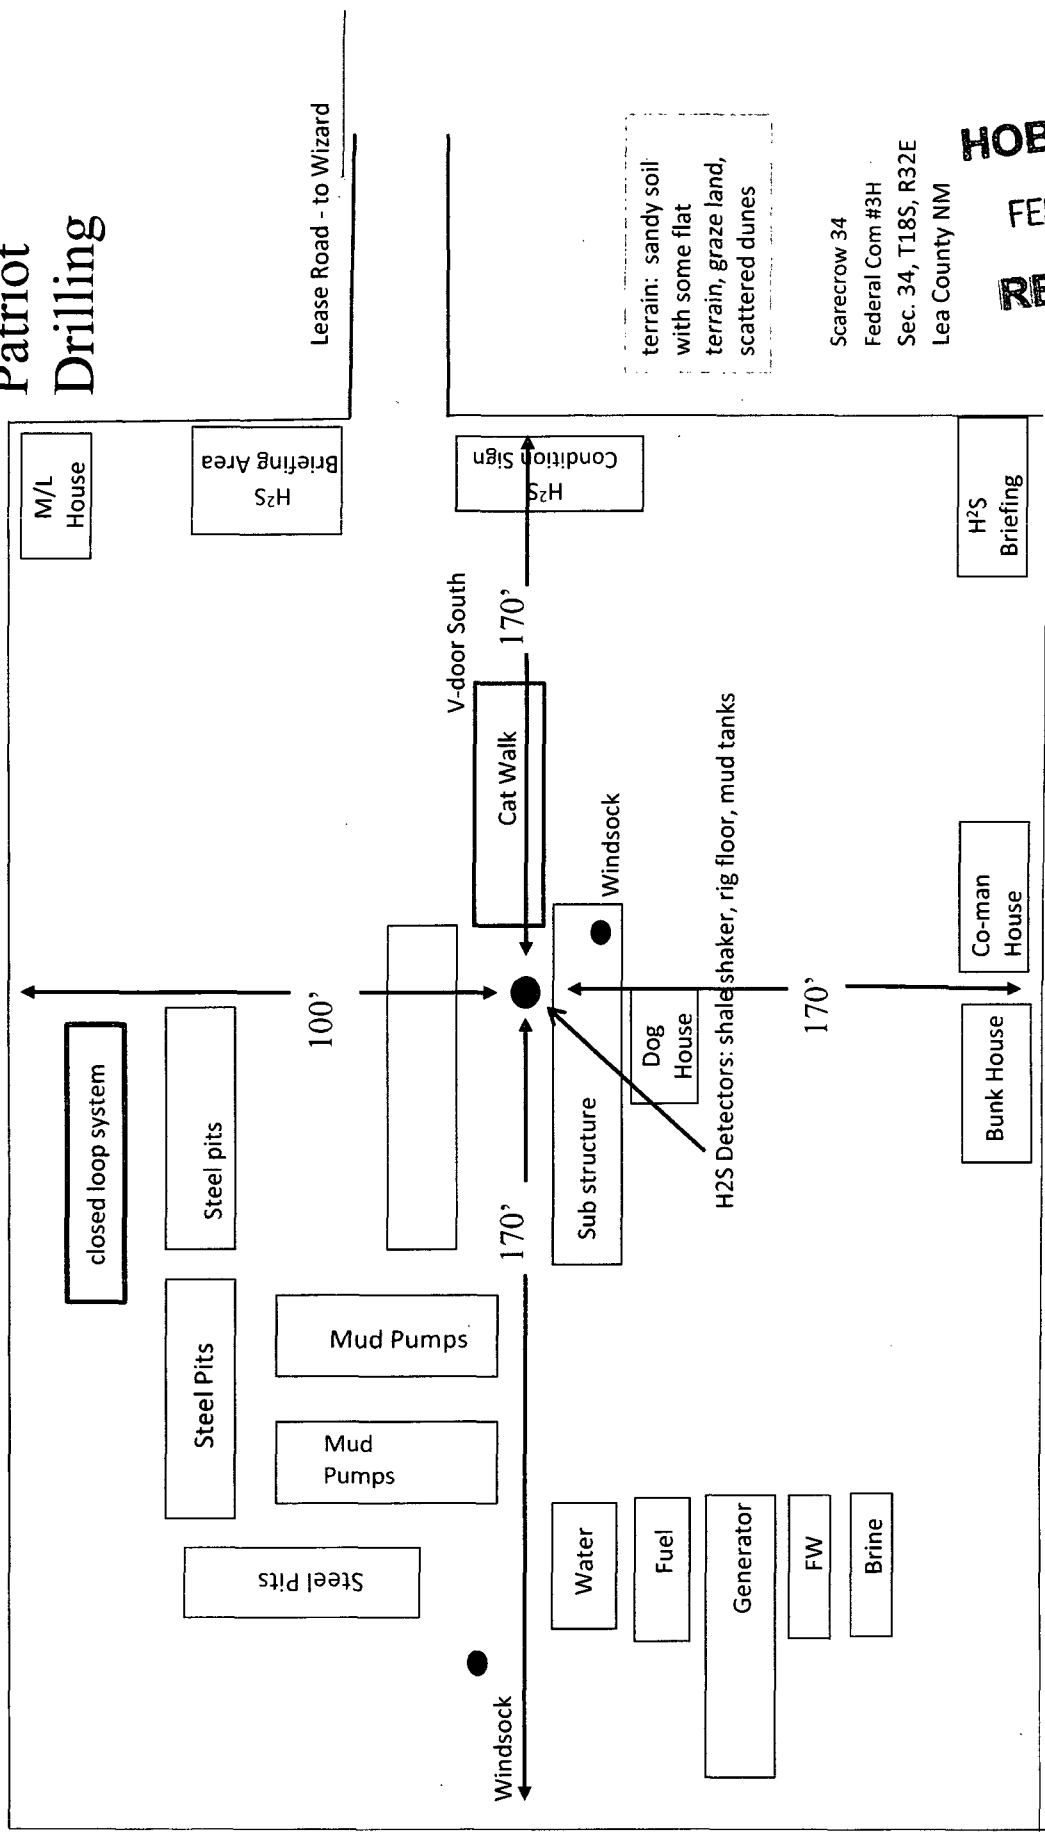 Patriot
Drilling
Lease Road - to Wizard
M/L
House
H²S
Briefing Area
H²S
Condition Sign
V-door South
170'
Cat Walk
terrain: sandy soil
with some flat
terrain, graze land,
scattered dunes
Scarecrow 34
Federal Com #3H
Sec. 34, T18S, R32E
Lea County NM
H²S
Briefing
Windsock
Co-man
House
100'
closed loop system
Steel pits
Dog
House
Sub structure
170'
H2S Detectors: shale shaker, rig floor, mud tanks
Bunk House
170'
Steel Pits
Mud Pumps
Mud
Pumps
Steel Pits
Water
Fuel
Generator
FW
Brine
Windsock